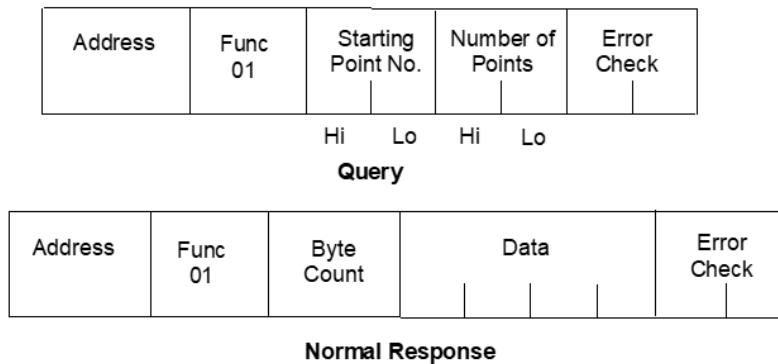 Address Func Starting Number of Error
01 Point No. Points Check
Hi Lo Hi Lo
Query
Address Func Byte Data Error
01 Count Check
Normal Response